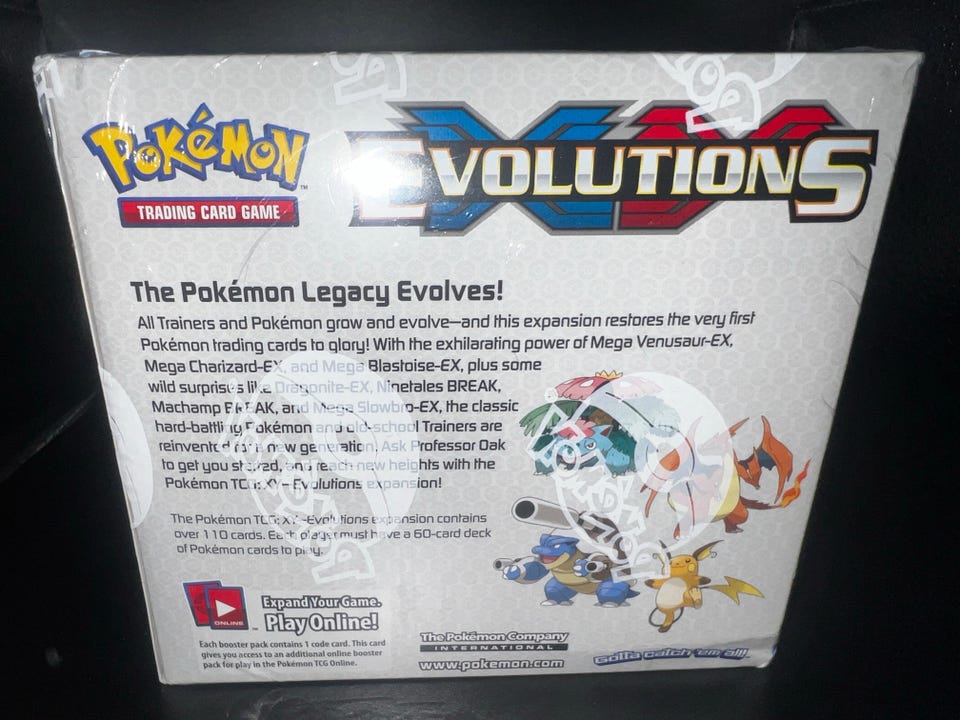 POKéMON
TRADING CARD GAME
XY
EVOLUTIONS
The Pokémon Legacy Evolves!
All Trainers and Pokémon grow and evolve—and this expansion restores the very first
Pokémon trading cards to glory! With the exhilarating power of Mega Venusaur-EX,
Mega Charizard-EX, and Mega Blastoise-EX, plus some
wild surprises like Dragonite-EX, Ninetales BREAK,
Machamp BREAK, and Mega Slowbro-EX, the classic
hard-battling Pokémon and old-school Trainers are
reinvented for a new generation. Ask Professor Oak
to get you started, and reach new heights with the
Pokémon TCG: XY—Evolutions expansion!
The Pokémon TCG: XY—Evolutions expansion contains
over 110 cards. Each player must have a 60-card deck
of Pokémon cards to play.
ONLINE
Expand Your Game.
Play Online!
Each booster pack contains 1 code card. This card
gives you access to an additional online booster
pack for play in the Pokémon TCG Online.
The Pokémon Company
INTERNATIONAL
www.pokemon.com
Gotta catch 'em all!